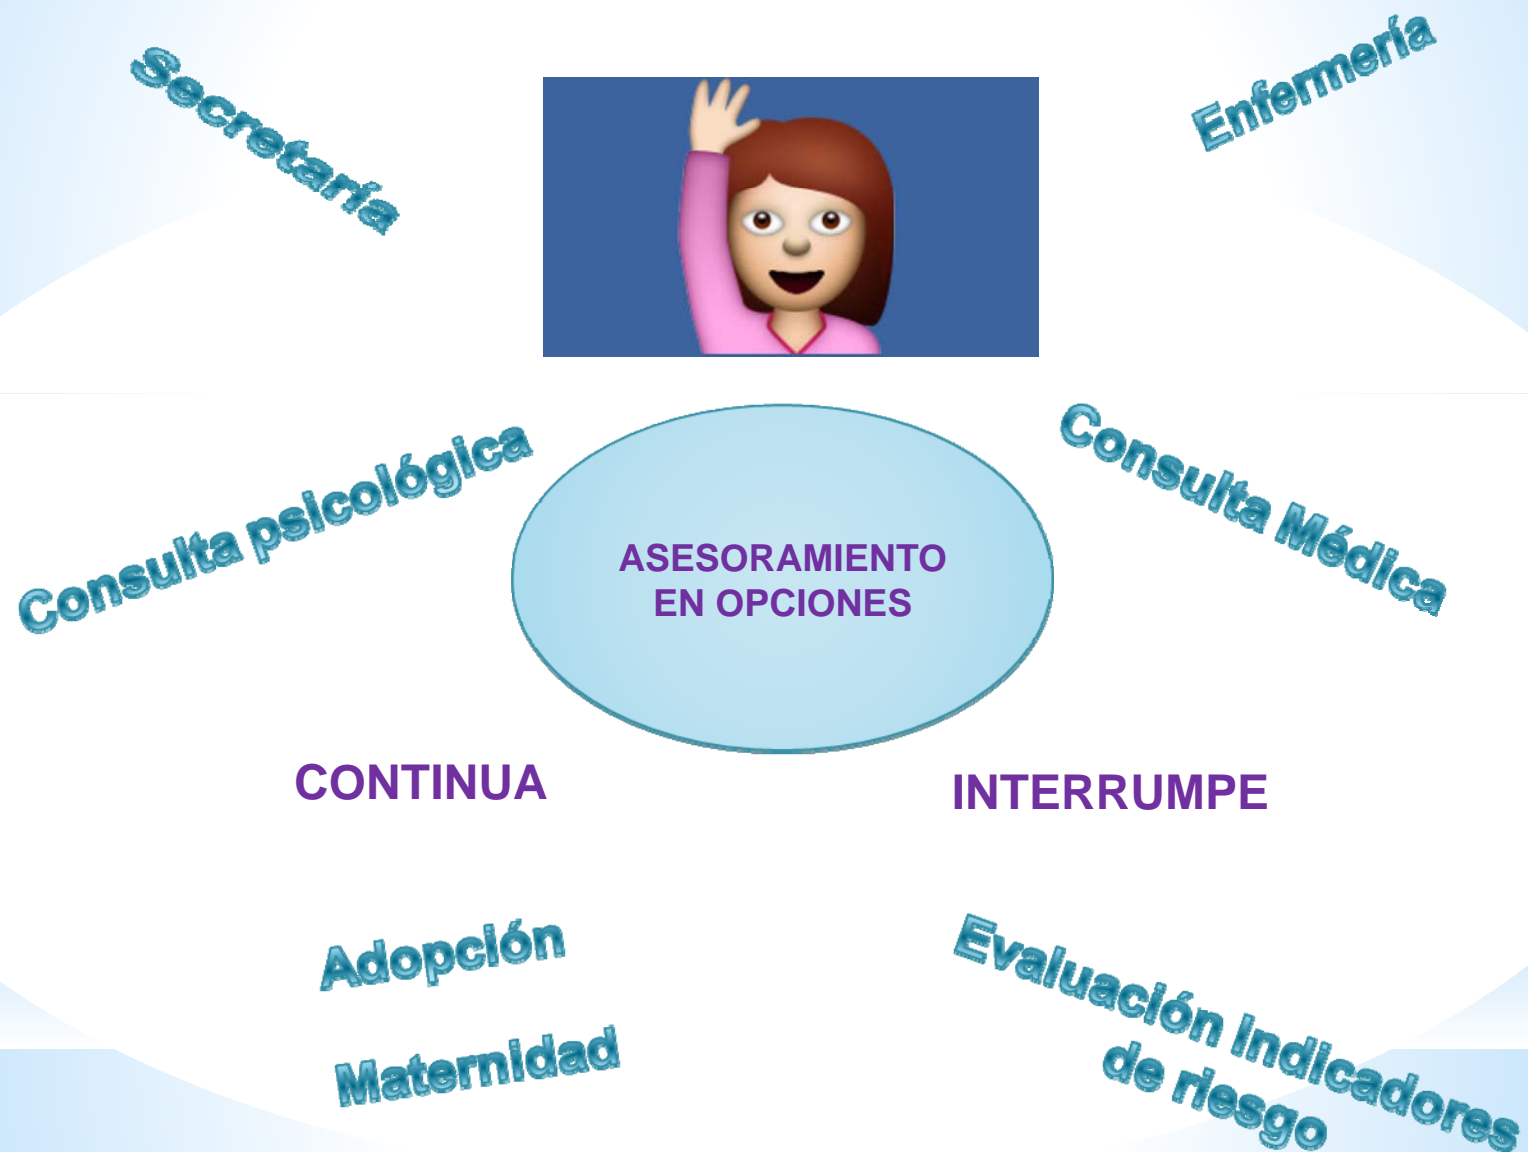 Secretaría
Enfermería
Consulta psicológica
Consulta Médica
ASESORAMIENTO
EN OPCIONES
CONTINUA
INTERRUMPE
Adopción
Maternidad
Evaluación Indicadores
de riesgo